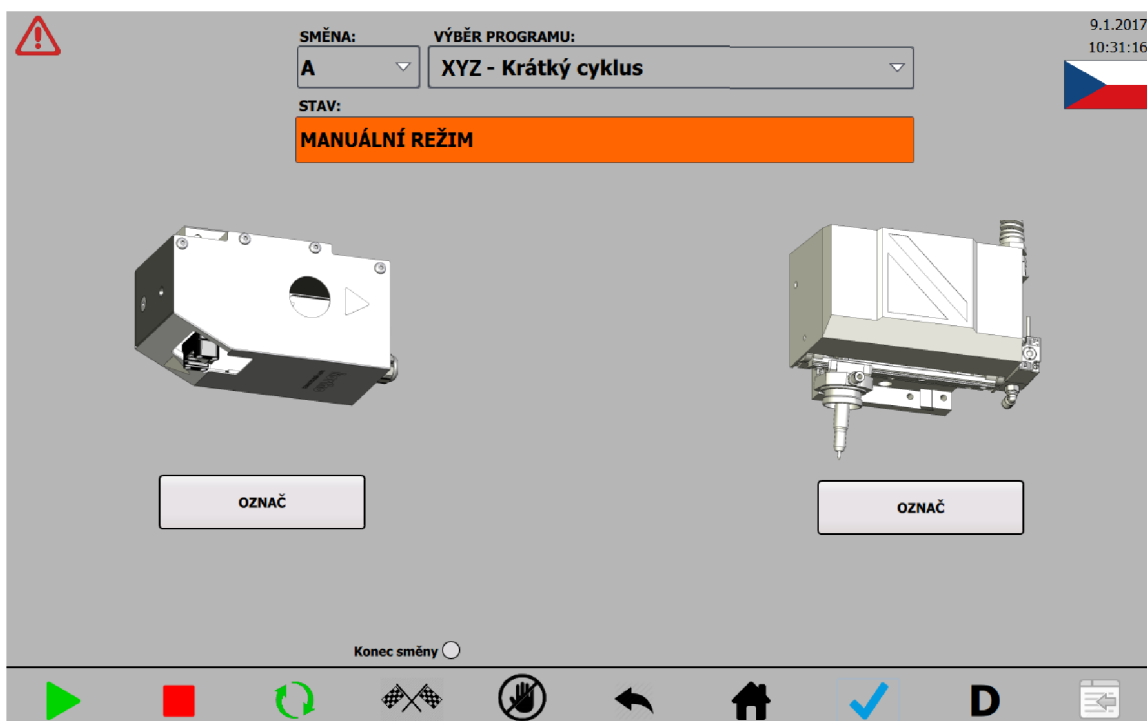 9.1.2017
SMĚNA: VÝBĚR PROGRAMU:
10:31:16
A XYZ - Krátký cyklus
STAV:
MANUÁLNÍ REŽIM
OZNAČ
OZNAČ
Konec směny
D